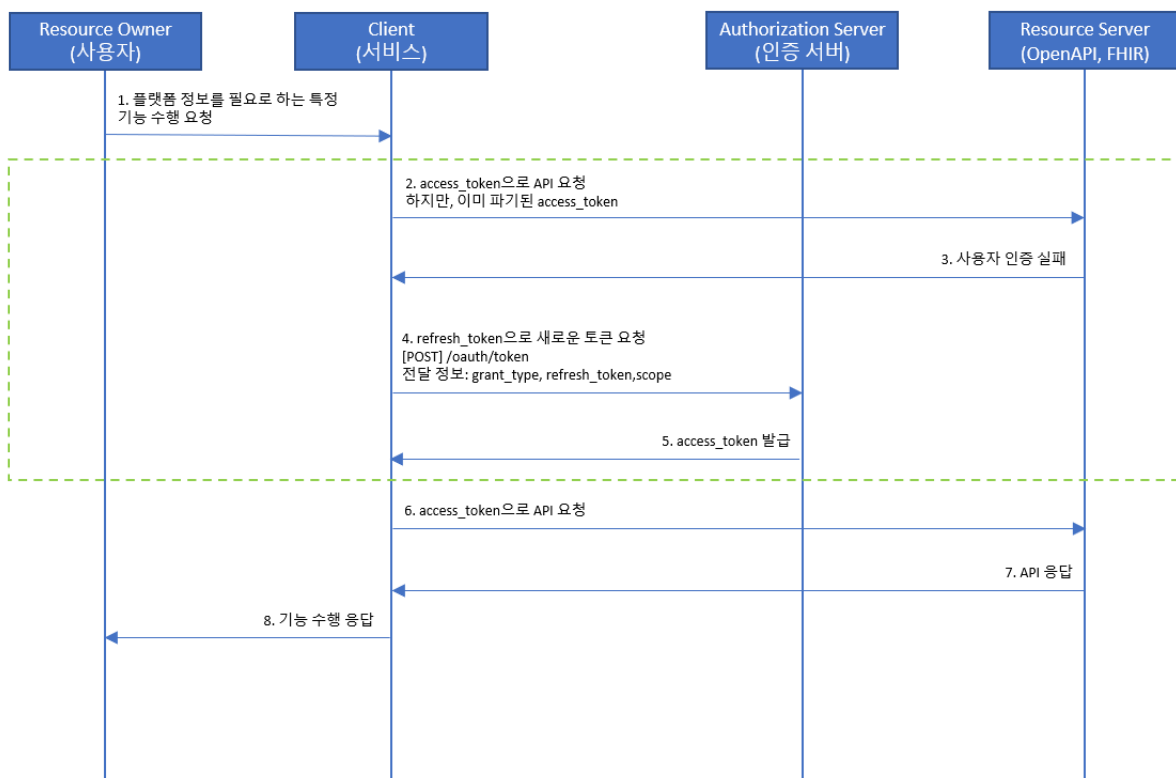 Resource Owner
(사용자)
Client
(서비스)
Authorization Server
(인증 서버)
Resource Server
(OpenAPI, FHIR)
1. 플랫폼 정보를 필요로 하는 특정
기능 수행 요청
2. access_token으로 API 요청
하지만, 이미 파기된 access_token
3. 사용자 인증 실패
4. refresh_token으로 새로운 토큰 요청
[POST] /oauth/token
전달 정보: grant_type, refresh_token,scope
5. access_token 발급
6. access_token으로 API 요청
7. API 응답
8. 기능 수행 응답